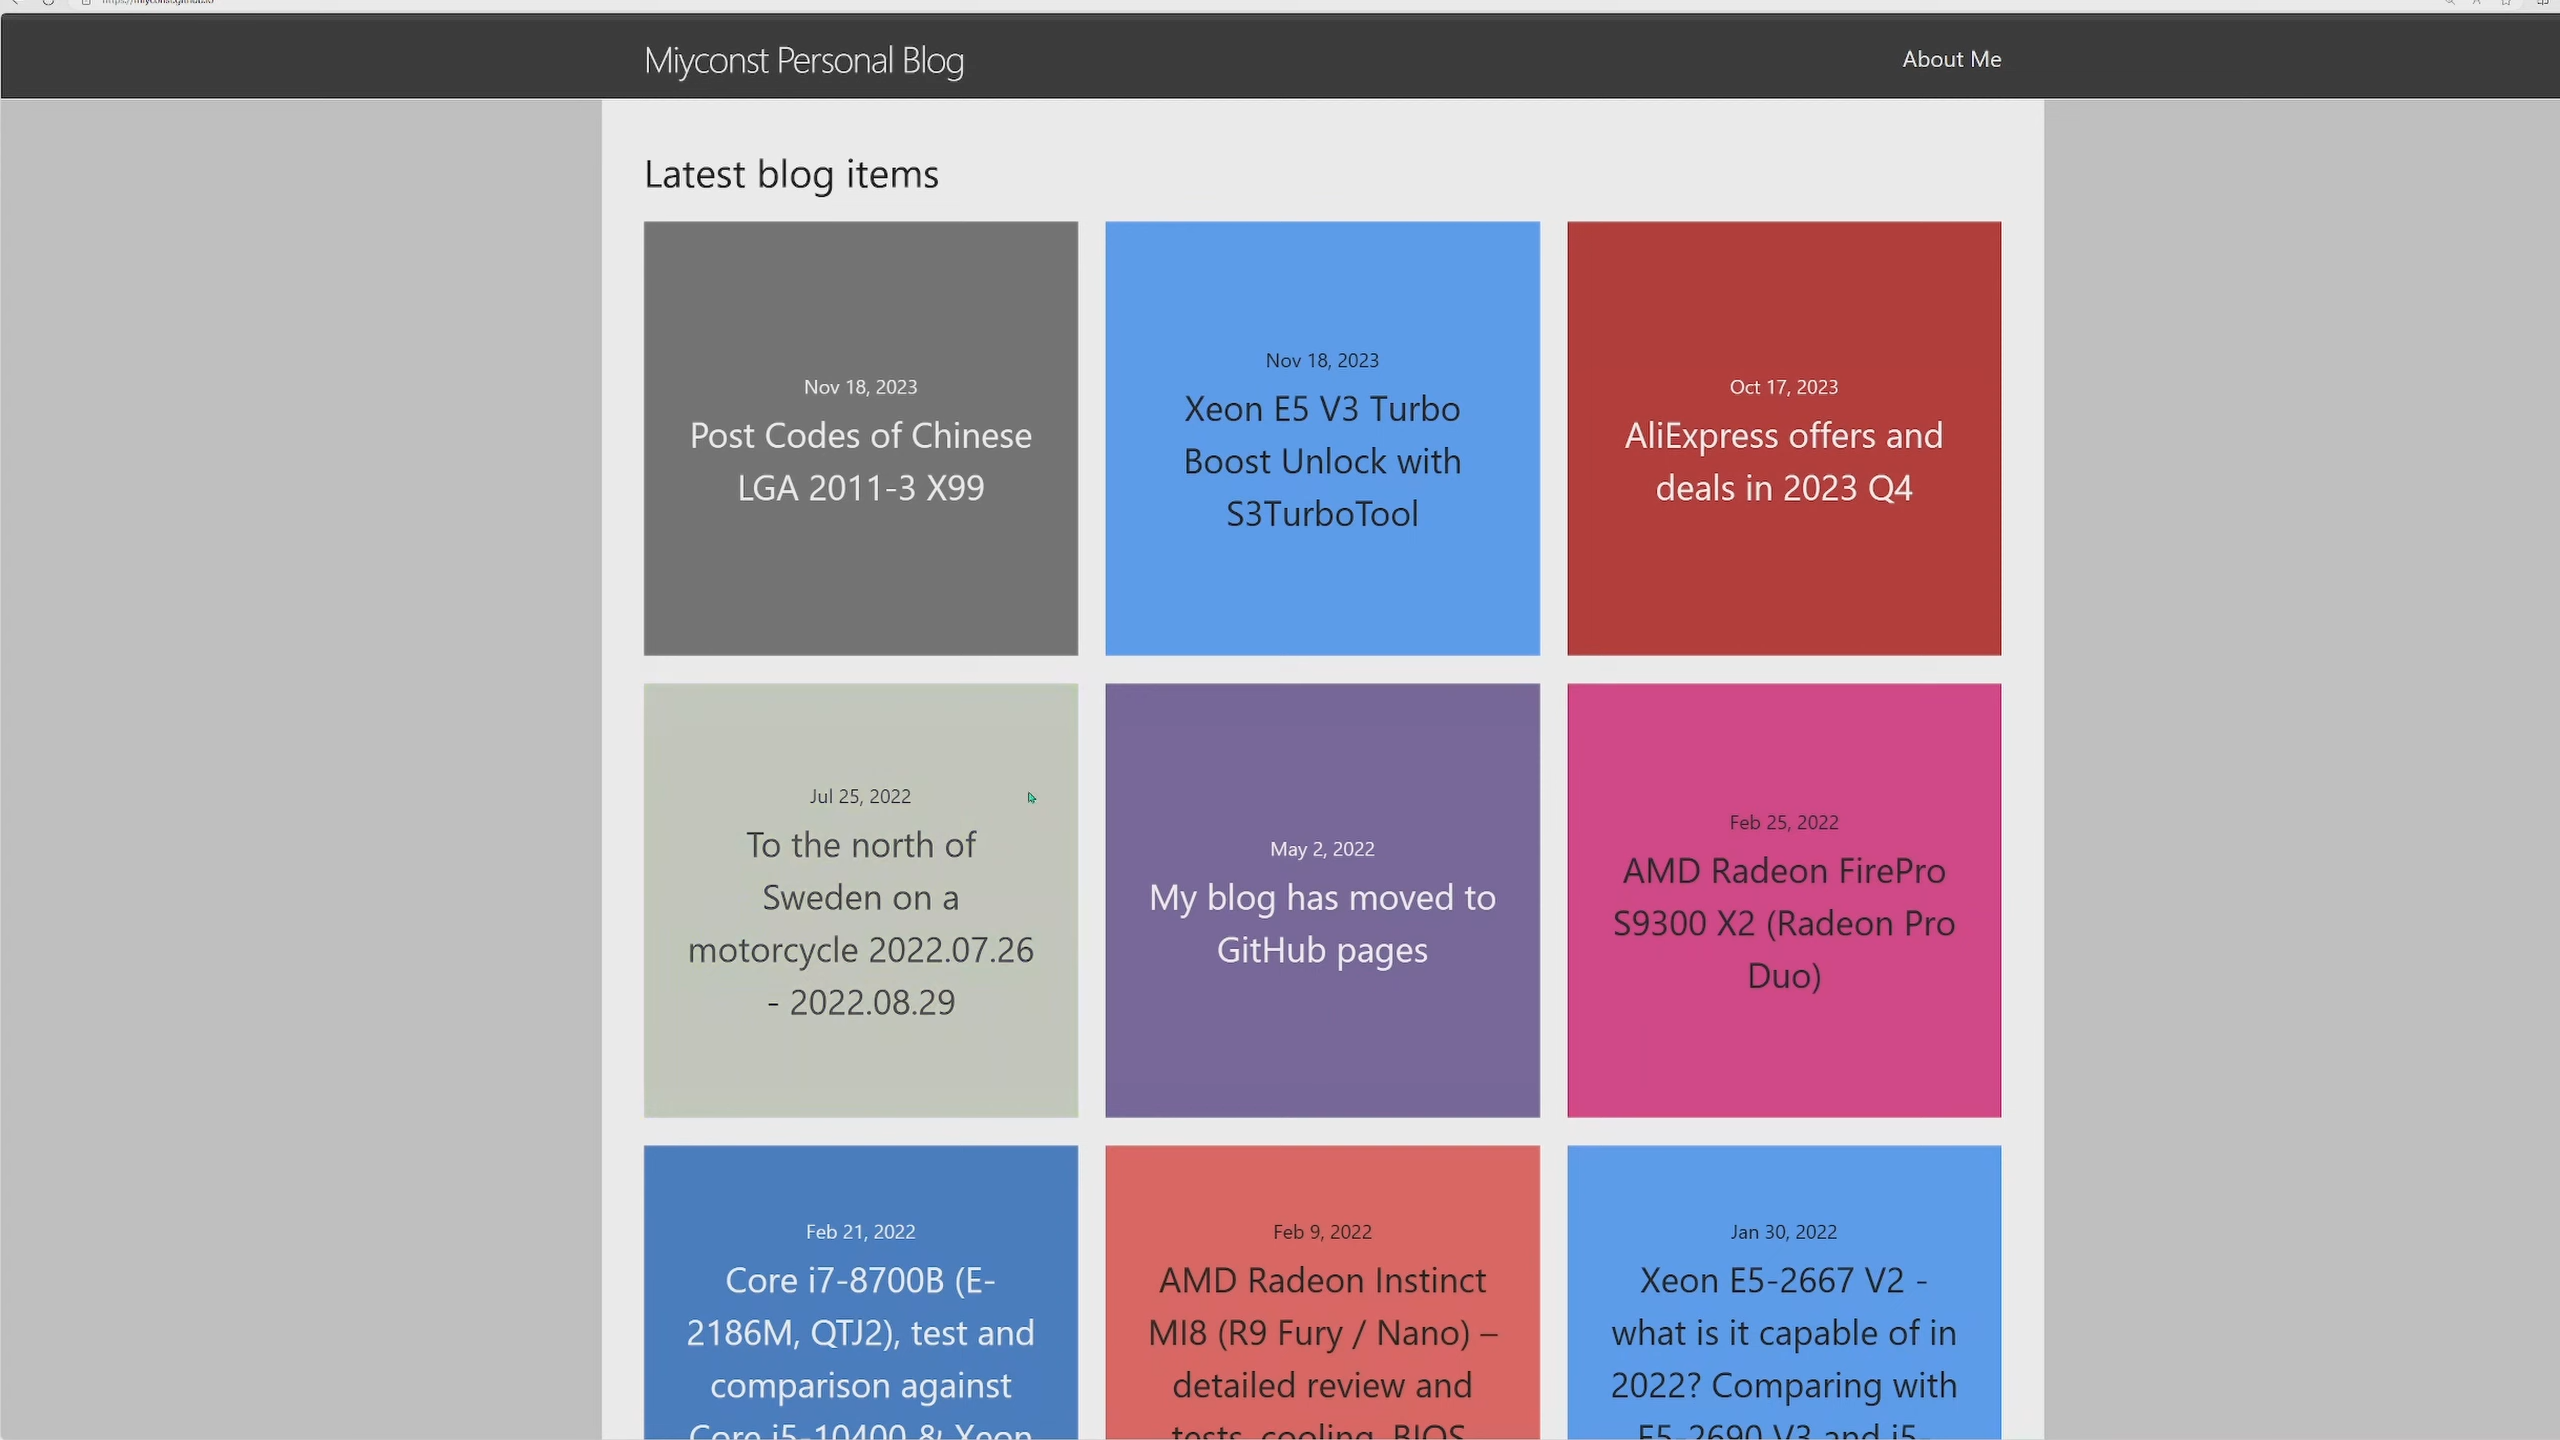 Miyconst Personal Blog
About Me
Latest blog items
Nov 18, 2023
Post Codes of Chinese
LGA 2011-3 X99
Nov 18, 2023
Xeon E5 V3 Turbo
Boost Unlock with
S3TurboTool
Oct 17, 2023
AliExpress offers and
deals in 2023 Q4
Jul 25, 2022
To the north of
Sweden on a
motorcycle 2022.07.26
- 2022.08.29
May 2, 2022
My blog has moved to
GitHub pages
Feb 25, 2022
AMD Radeon FirePro
S9300 X2 (Radeon Pro
Duo)
Feb 21, 2022
Core i7-8700B (E-
2186M, QTJ2), test and
comparison against
Core i5-10400 & Xeon
Feb 9, 2022
AMD Radeon Instinct
MI8 (R9 Fury / Nano) –
detailed review and
tests, cooling, BIOS
Jan 30, 2022
Xeon E5-2667 V2 -
what is it capable of in
2022? Comparing with
E5-2690 V3 and i5-